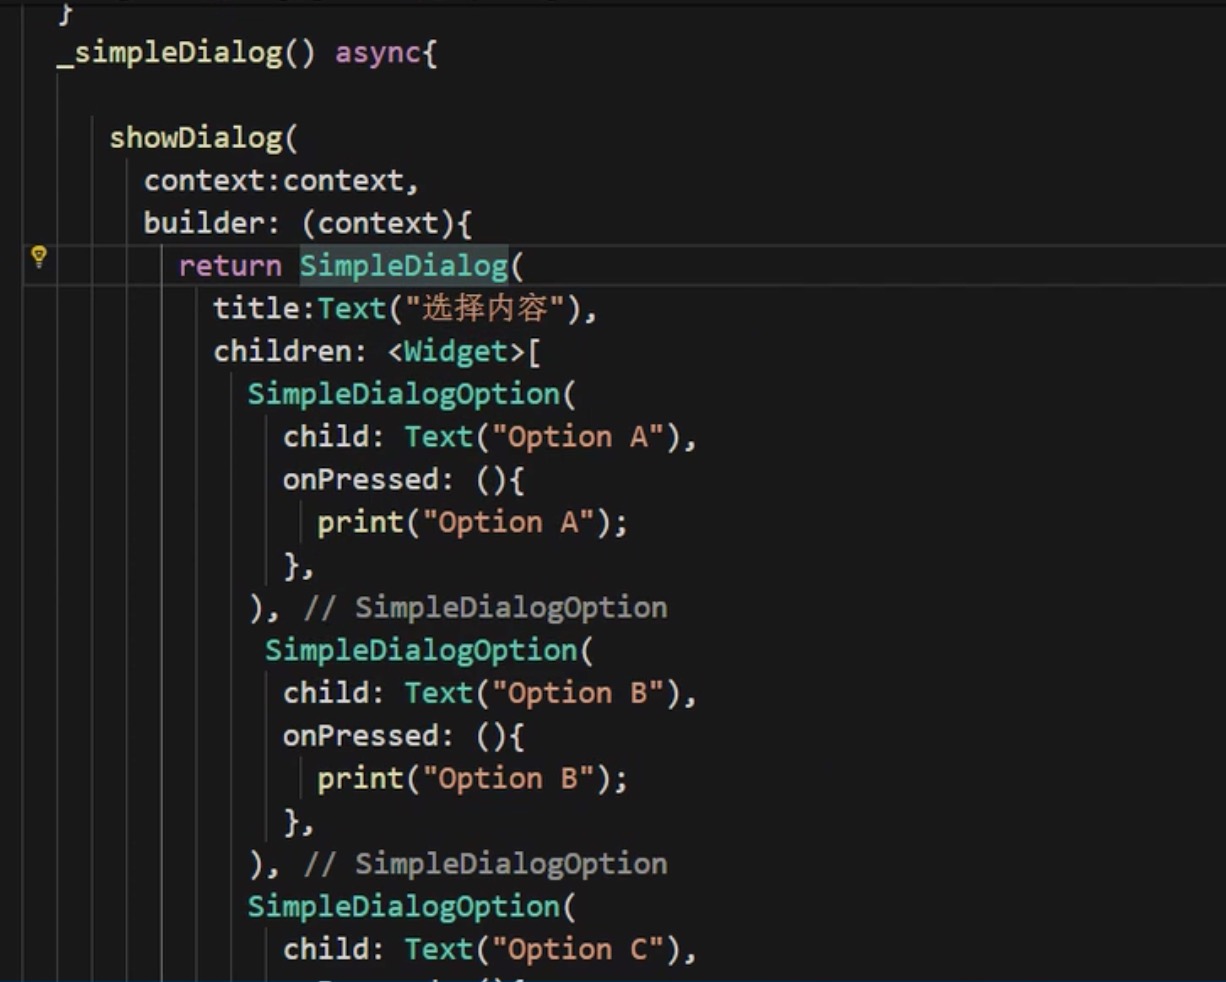 }
_simpleDialog() async{
showDialog(
context:context,
builder: (context){
return SimpleDialog(
title:Text("选择内容"),
children: <Widget>[
SimpleDialogOption(
child: Text("Option A"),
onPressed: (){
print("Option A");
},
), // SimpleDialogOption
SimpleDialogOption(
child: Text("Option B"),
onPressed: (){
print("Option B");
},
), // SimpleDialogOption
SimpleDialogOption(
child: Text("Option C"),